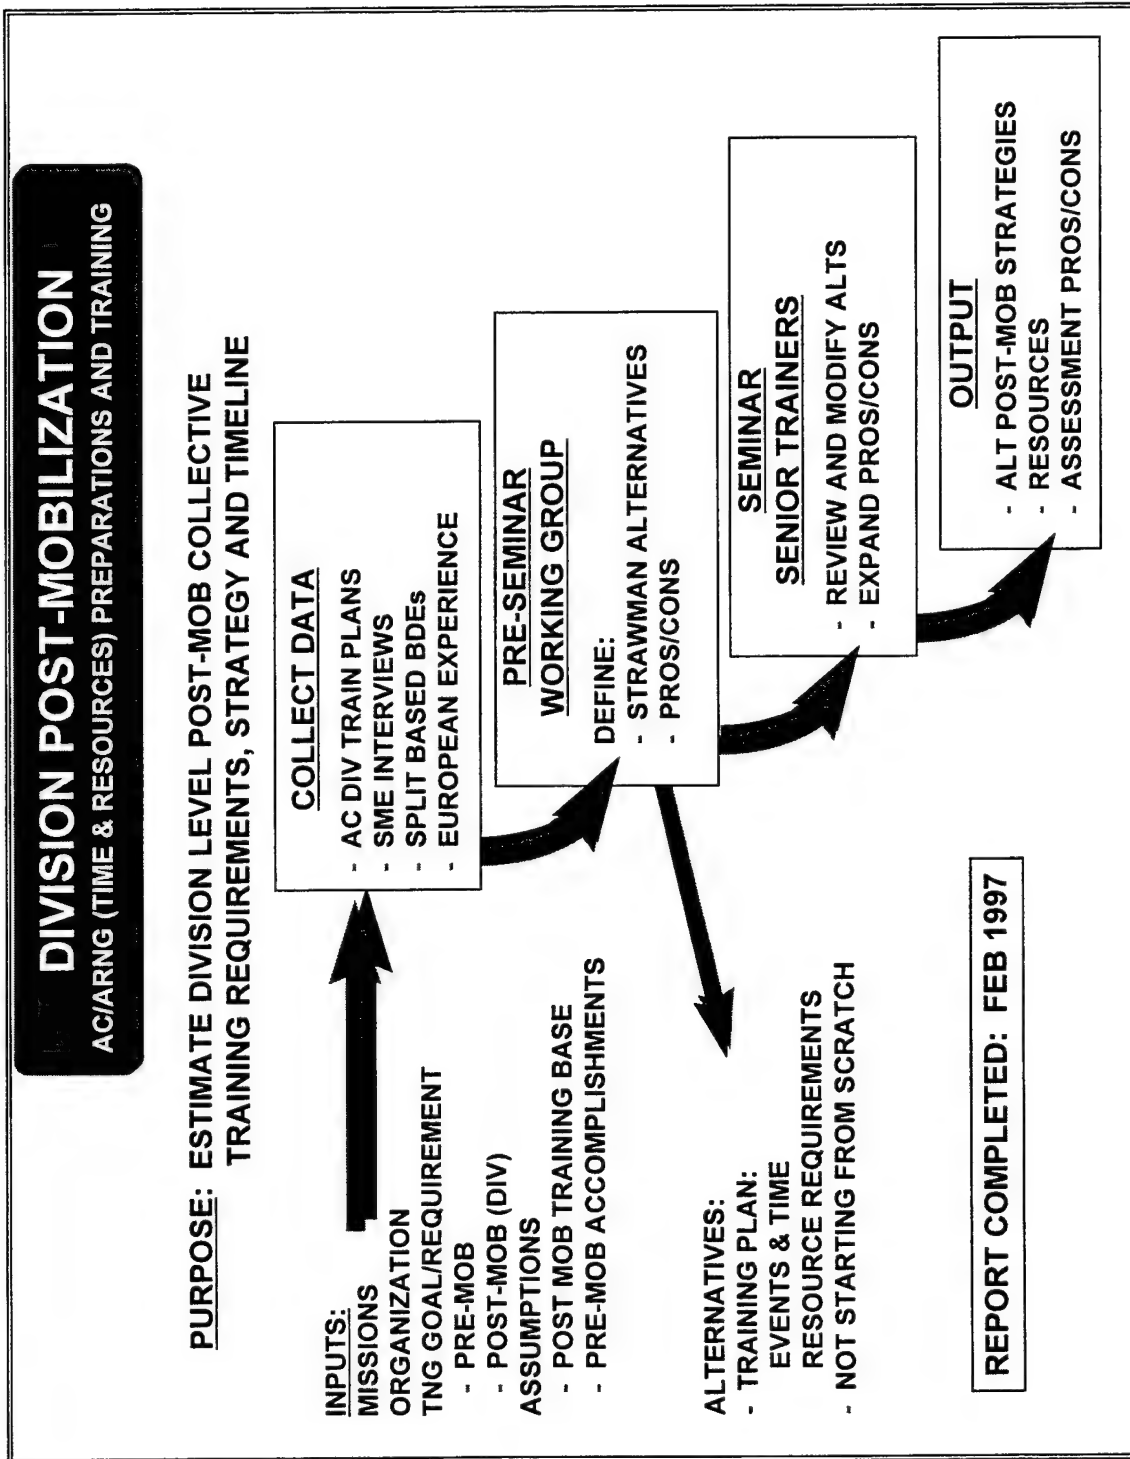 DIVISION POST-MOBILIZATION
AC/ARNG (TIME & RESOURCES) PREPARATIONS AND TRAINING
PURPOSE: ESTIMATE DIVISION LEVEL POST-MOB COLLECTIVE
TRAINING REQUIREMENTS, STRATEGY AND TIMELINE
INPUTS:
MISSIONS
ORGANIZATION
TNG GOAL/REQUIREMENT
- PRE-MOB
- POST-MOB (DIV)
ASSUMPTIONS
- POST MOB TRAINING BASE
- PRE-MOB ACCOMPLISHMENTS
COLLECT DATA
- AC DIV TRAIN PLANS
- SME INTERVIEWS
- SPLIT BASED BDEs
- EUROPEAN EXPERIENCE
PRE-SEMINAR
WORKING GROUP
DEFINE:
- STRAWMAN ALTERNATIVES
- PROS/CONS
ALTERNATIVES:
- TRAINING PLAN:
EVENTS & TIME
RESOURCE REQUIREMENTS
- NOT STARTING FROM SCRATCH
SEMINAR
SENIOR TRAINERS
- REVIEW AND MODIFY ALTS
- EXPAND PROS/CONS
OUTPUT
- ALT POST-MOB STRATEGIES
- RESOURCES
- ASSESSMENT PROS/CONS
REPORT COMPLETED: FEB 1997